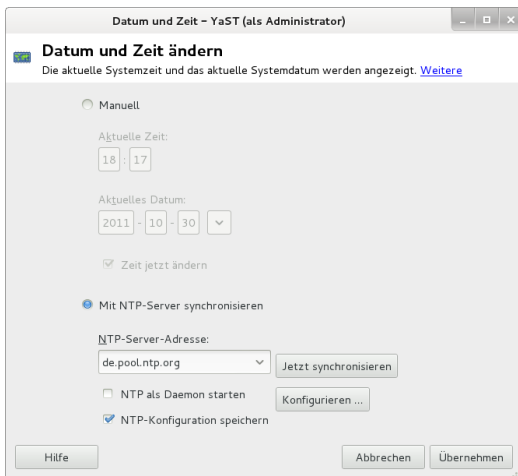 Datum und Zeit – YaST (als Administrator)
Datum und Zeit ändern
Die aktuelle Systemzeit und das aktuelle Systemdatum werden angezeigt. Weitere
Manuell
Aktuelle Zeit:
18 : 17
Aktuelles Datum:
2011 - 10 - 30
Zeit jetzt ändern
Mit NTP-Server synchronisieren
NTP-Server-Adresse:
de.pool.ntp.org Jetzt synchronisieren
NTP als Daemon starten Konfigurieren ...
NTP-Konfiguration speichern
Hilfe Abbrechen Übernehmen